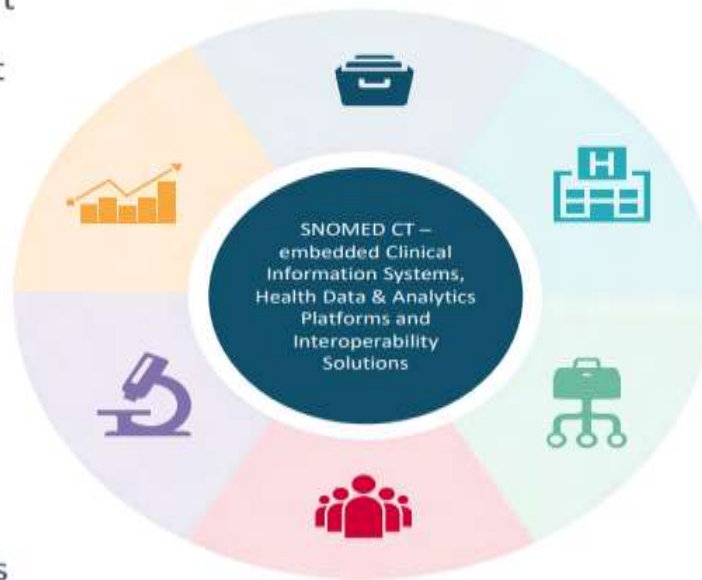 t
t
H
SNOMED CT –
embedded Clinical
Information Systems,
Health Data & Analytics
Platforms and
Interoperability
Solutions
s